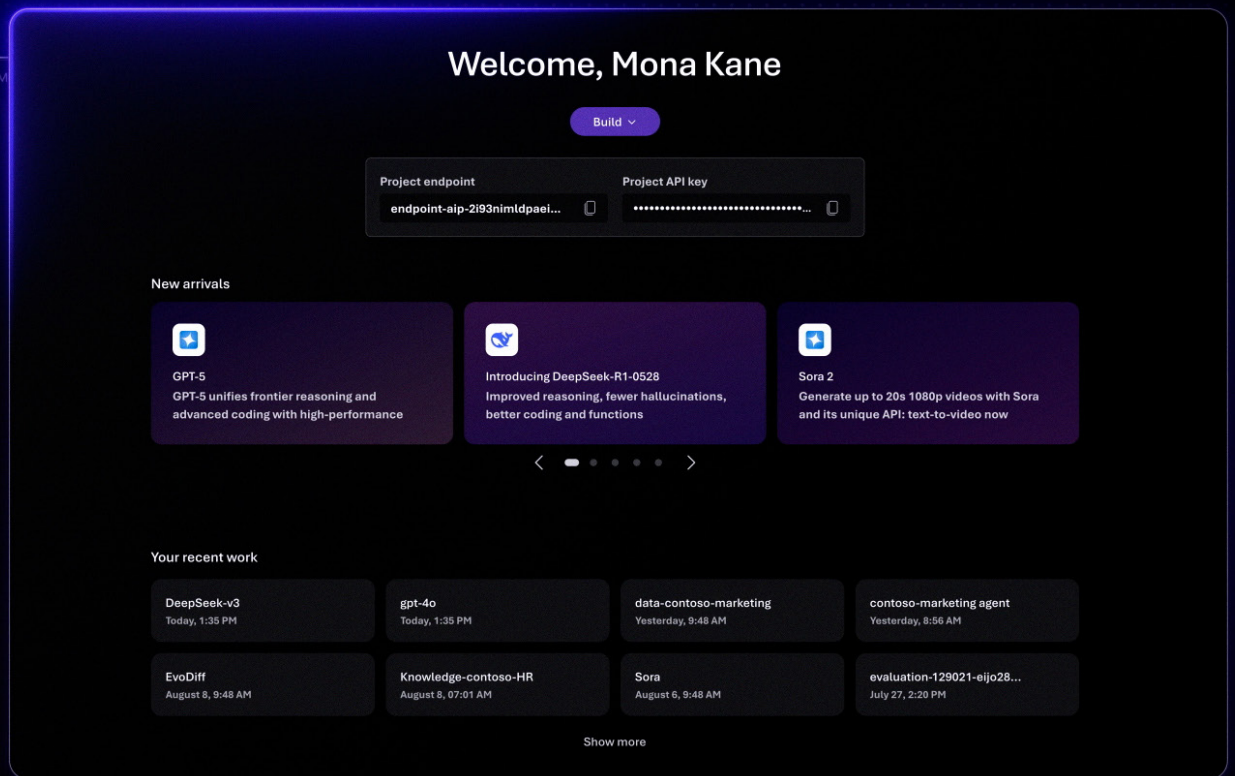 Welcome, Mona Kane
Build
Project endpoint
Project API key
endpoint-aip-2i93nimldpaei...
••••••••••••••••••••••••••••••••...
New arrivals
GPT-5
GPT-5 unifies frontier reasoning and
advanced coding with high-performance
Introducing DeepSeek-R1-0528
Improved reasoning, fewer hallucinations,
better coding and functions
Sora 2
Generate up to 20s 1080p videos with Sora
and its unique API: text-to-video now
Your recent work
DeepSeek-v3
Today, 1:35 PM
gpt-4o
Today, 1:35 PM
data-contoso-marketing
Yesterday, 9:48 AM
contoso-marketing agent
Yesterday, 8:56 AM
EvoDiff
August 8, 9:48 AM
Knowledge-contoso-HR
August 8, 07:01 AM
Sora
August 6, 9:48 AM
evaluation-129021-eijo28...
July 27, 2:20 PM
Show more